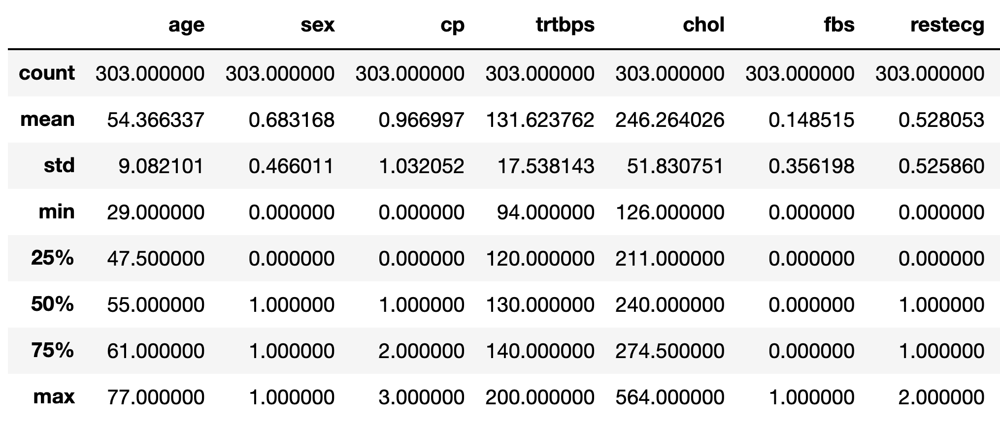 age sex cp trtbps chol fbs restecg
count 303.000000 303.000000 303.000000 303.000000 303.000000 303.000000 303.000000
mean 54.366337 0.683168 0.966997 131.623762 246.264026 0.148515 0.528053
std 9.082101 0.466011 1.032052 17.538143 51.830751 0.356198 0.525860
min 29.000000 0.000000 0.000000 94.000000 126.000000 0.000000 0.000000
25% 47.500000 0.000000 0.000000 120.000000 211.000000 0.000000 0.000000
50% 55.000000 1.000000 1.000000 130.000000 240.000000 0.000000 1.000000
75% 61.000000 1.000000 2.000000 140.000000 274.500000 0.000000 1.000000
max 77.000000 1.000000 3.000000 200.000000 564.000000 1.000000 2.000000